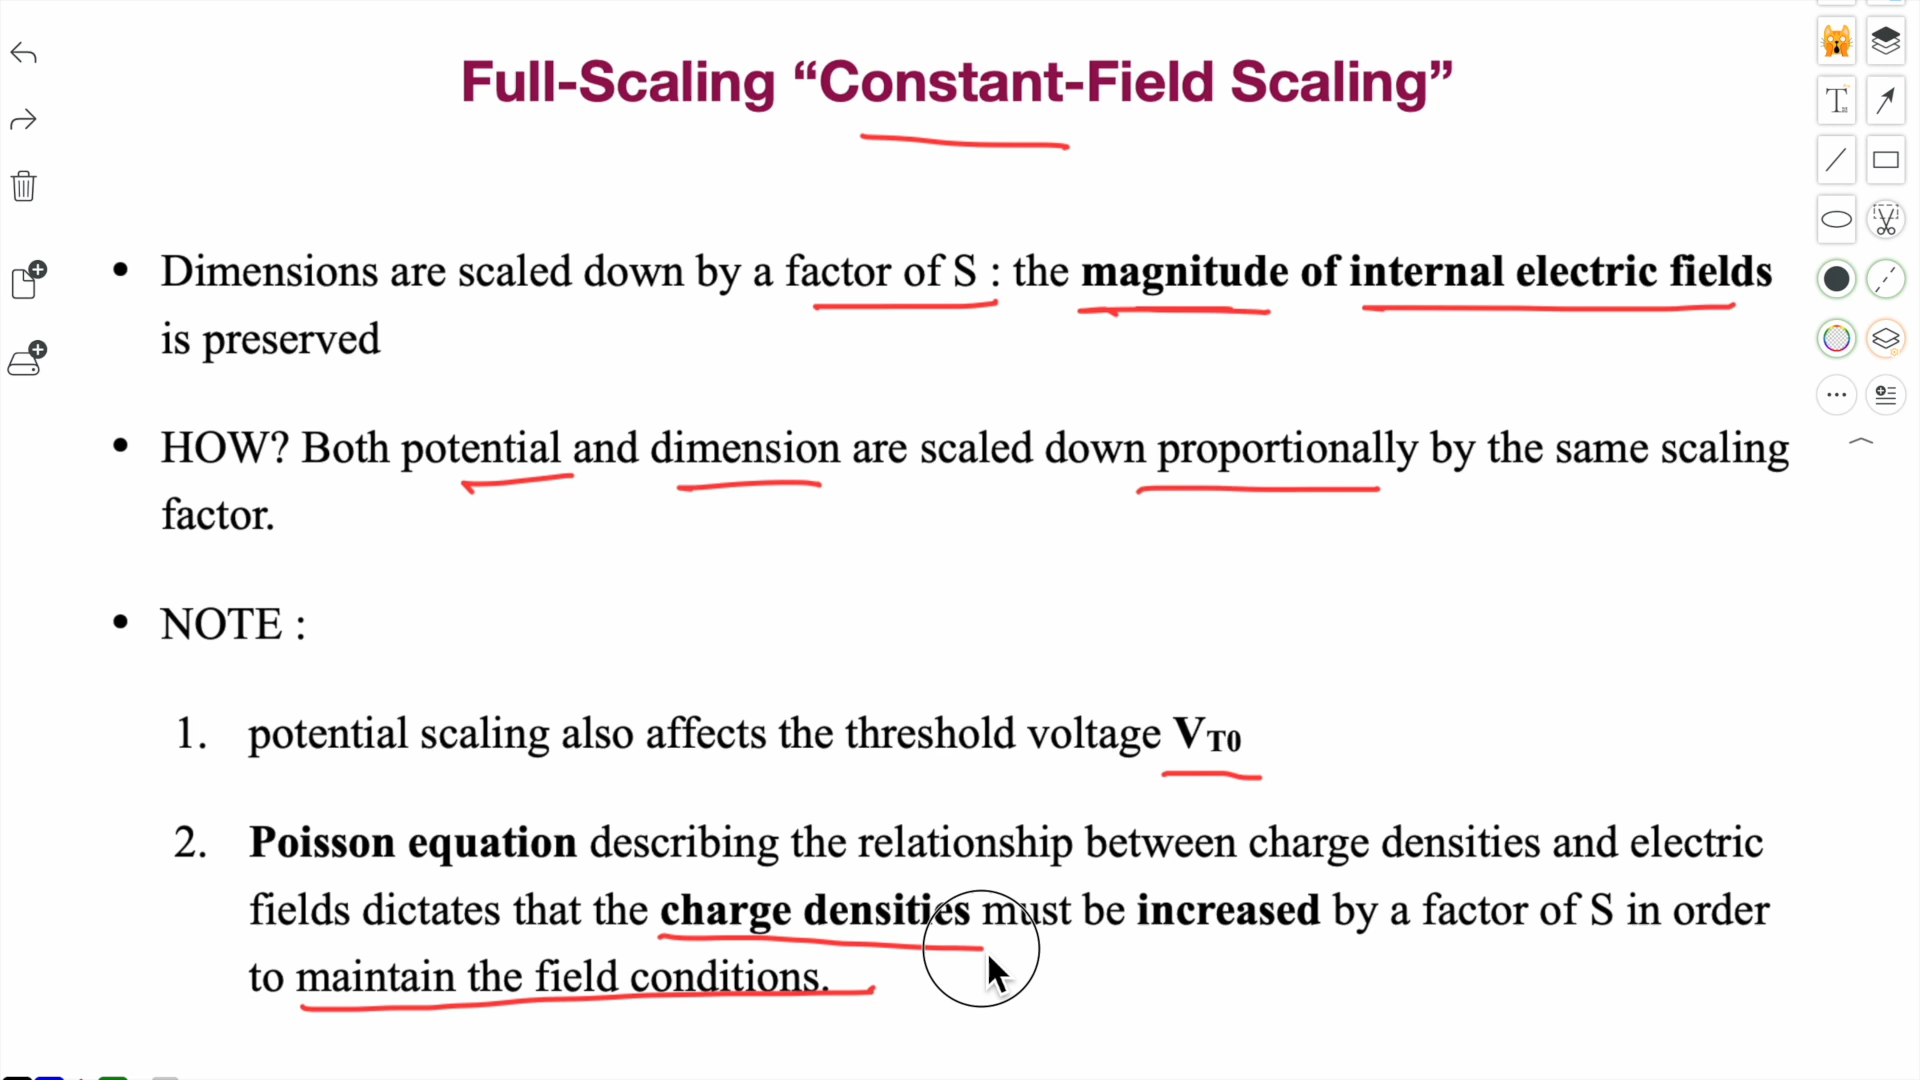 Full-Scaling “Constant-Field Scaling”
• Dimensions are scaled down by a factor of S : the magnitude of internal electric fields
is preserved
• HOW? Both potential and dimension are scaled down proportionally by the same scaling
factor.
• NOTE :
1. potential scaling also affects the threshold voltage VT0
2. Poisson equation describing the relationship between charge densities and electric
fields dictates that the charge densities must be increased by a factor of S in order
to maintain the field conditions.